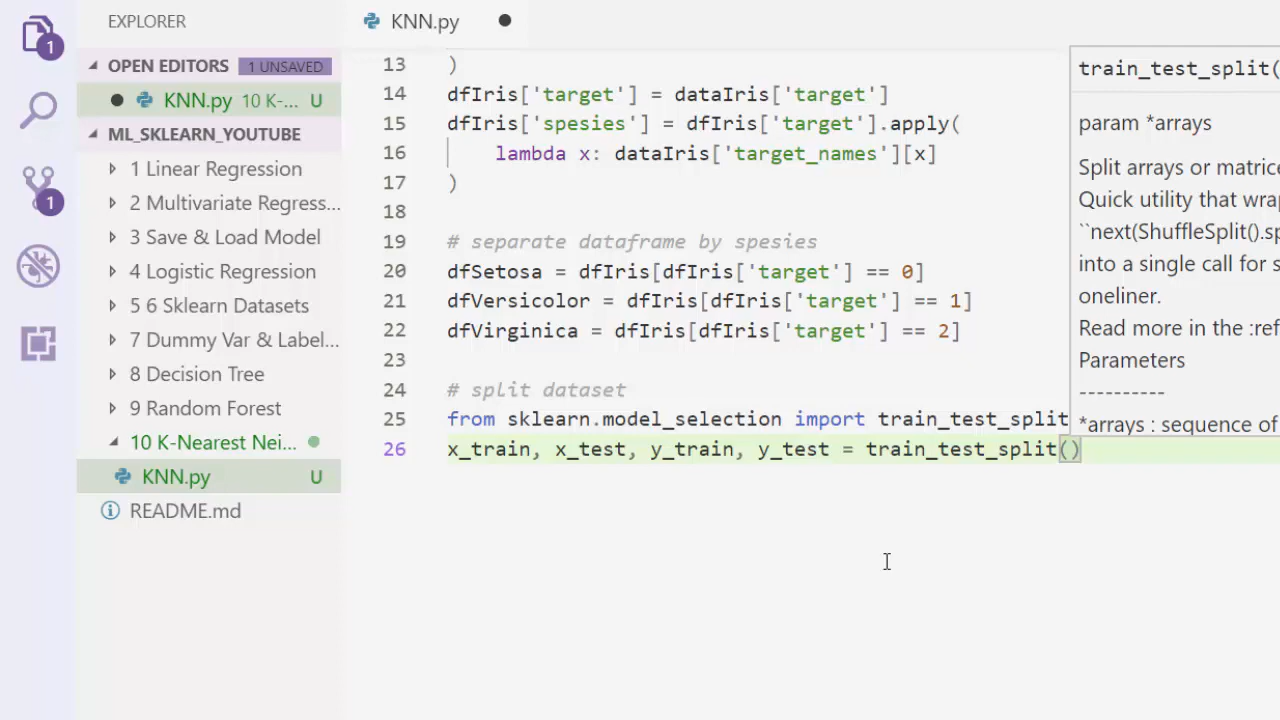 EXPLORER
OPEN EDITORS 1 UNSAVED
KNN.py 10 K-... U
ML_SKLEARN_YOUTUBE
1 Linear Regression
2 Multivariate Regress...
3 Save & Load Model
4 Logistic Regression
5 6 Sklearn Datasets
7 Dummy Var & Label...
8 Decision Tree
9 Random Forest
10 K-Nearest Nei...
KNN.py U
README.md
1
1
KNN.py
13 )
14 dfIris['target'] = dataIris['target']
15 dfIris['spesies'] = dfIris['target'].apply(
16 lambda x: dataIris['target_names'][x]
17 )
18
19 # separate dataframe by spesies
20 dfSetosa = dfIris[dfIris['target'] == 0]
21 dfVersicolor = dfIris[dfIris['target'] == 1]
22 dfVirginica = dfIris[dfIris['target'] == 2]
23
24 # split dataset
25 from sklearn.model_selection import train_test_split
26 x_train, x_test, y_train, y_test = train_test_split()
train_test_split(
param *arrays
Split arrays or matric
Quick utility that wrap
``next(ShuffleSplit().sp
into a single call for s
oneliner.
Read more in the :ref
Parameters
----------
*arrays : sequence of